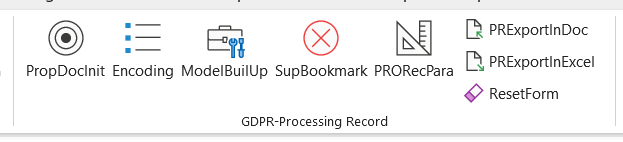 PropDocInit Encoding ModelBuilUp SupBookmark PRORecPara
PRExportInDoc
PRExportInExcel
ResetForm
GDPR-Processing Record